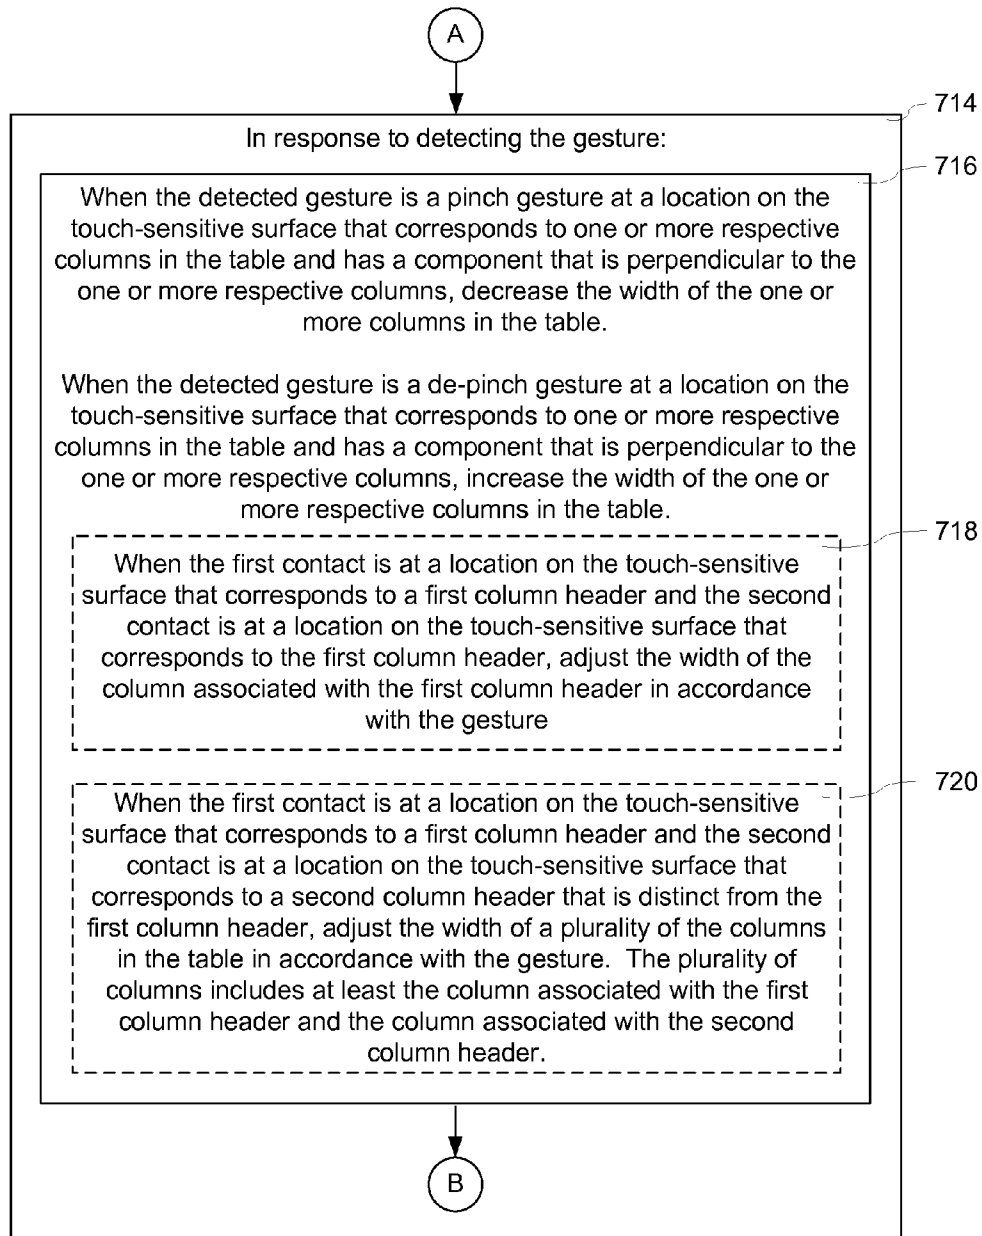 A
714
In response to detecting the gesture:
716
When the detected gesture is a pinch gesture at a location on the
touch-sensitive surface that corresponds to one or more respective
columns in the table and has a component that is perpendicular to the
one or more respective columns, decrease the width of the one or
more columns in the table.
When the detected gesture is a de-pinch gesture at a location on the
touch-sensitive surface that corresponds to one or more respective
columns in the table and has a component that is perpendicular to the
one or more respective columns, increase the width of the one or
more respective columns in the table.
718
When the first contact is at a location on the touch-sensitive
surface that corresponds to a first column header and the second
contact is at a location on the touch-sensitive surface that
corresponds to the first column header, adjust the width of the
column associated with the first column header in accordance
with the gesture
720
When the first contact is at a location on the touch-sensitive
surface that corresponds to a first column header and the second
contact is at a location on the touch-sensitive surface that
corresponds to a second column header that is distinct from the
first column header, adjust the width of a plurality of the columns
in the table in accordance with the gesture.  The plurality of
columns includes at least the column associated with the first
column header and the column associated with the second
column header.
B